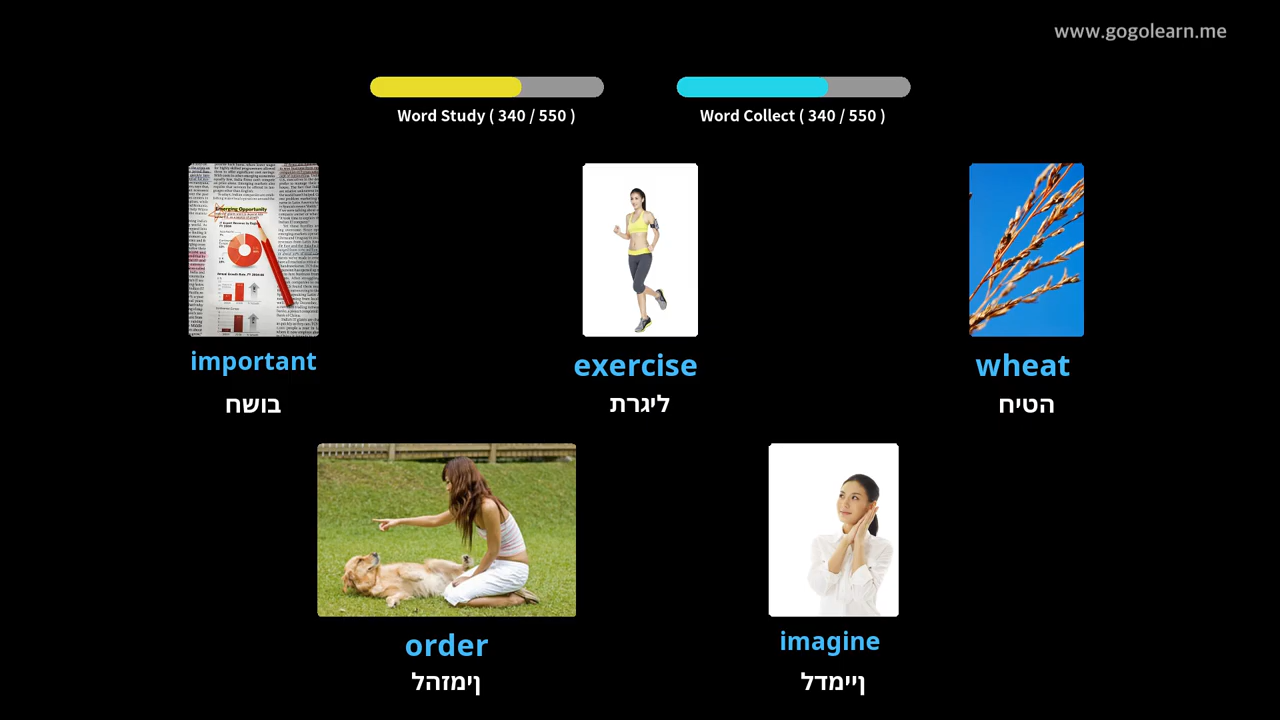 www.gogolearn.me
Word Study ( 340 / 550 )
Word Collect ( 340 / 550 )
important
בושח
exercise
ליגרת
wheat
הטיח
order
ןימזהל
imagine
ןיימדל